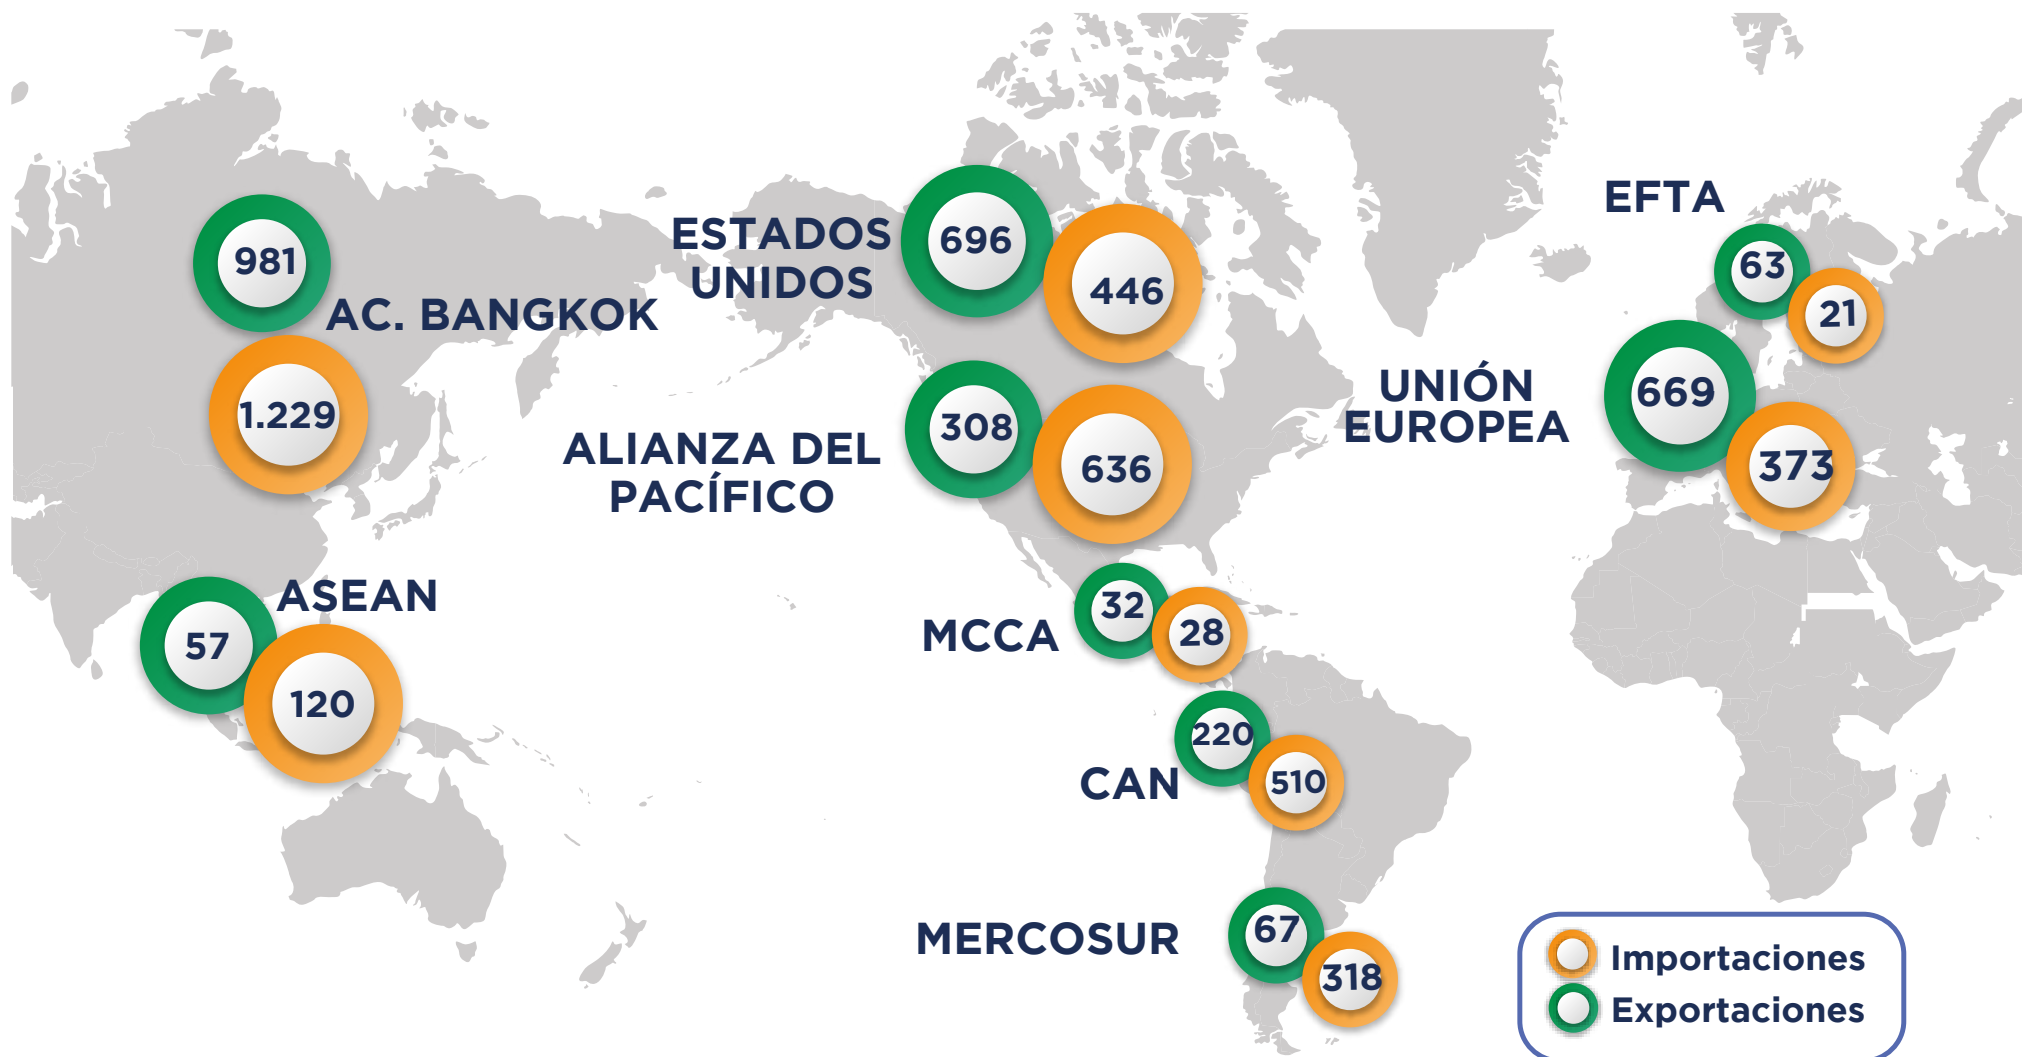 981
AC. BANGKOK
1.229
ASEAN
57
120
ESTADOS
UNIDOS
696
446
ALIANZA DEL
PACÍFICO
308
636
MCCA
32
28
CAN
220
510
MERCOSUR
67
318
EFTA
63
21
UNIÓN
EUROPEA
669
373
Importaciones
Exportaciones